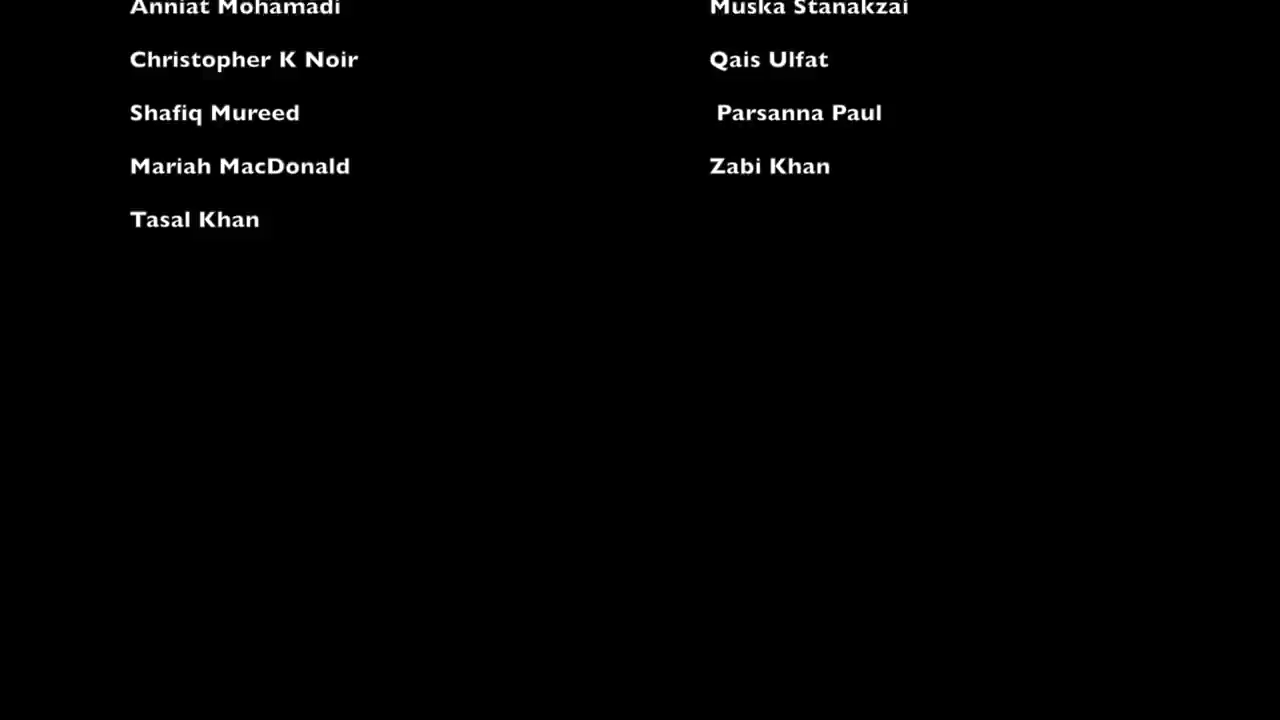 Anniat Mohamadi Muska Stanakzai
Christopher K Noir Qais Ulfat
Shafiq Mureed Parsanna Paul
Mariah MacDonald Zabi Khan
Tasal Khan